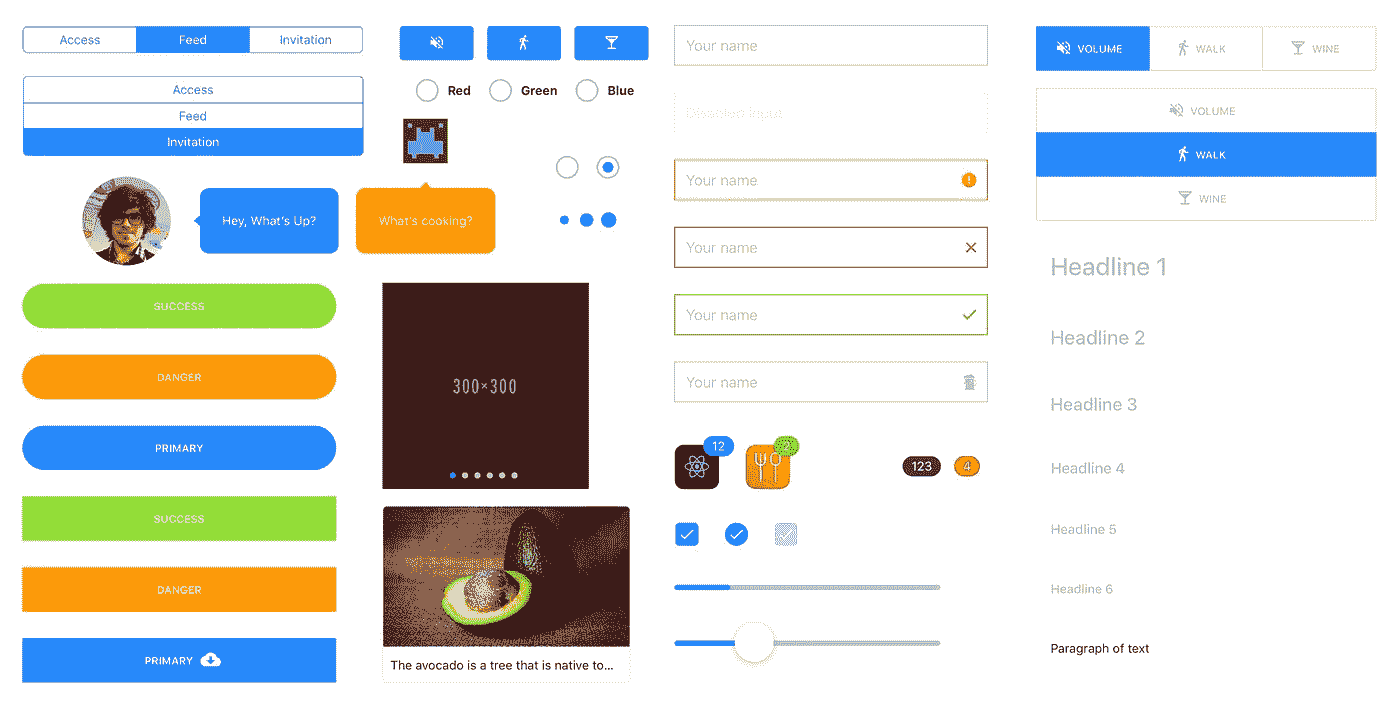 Access Feed Invitation
Access
Feed
Invitation
Hey, What's Up?
What's cooking?
SUCCESS
DANGER
PRIMARY
SUCCESS
DANGER
PRIMARY
Red Green Blue
300×300
The avocado is a tree that is native to...
Your name
Disabled input
Your name
Your name
Your name
Your name
12
123 4
VOLUME WALK WINE
VOLUME
WALK
WINE
Headline 1
Headline 2
Headline 3
Headline 4
Headline 5
Headline 6
Paragraph of text